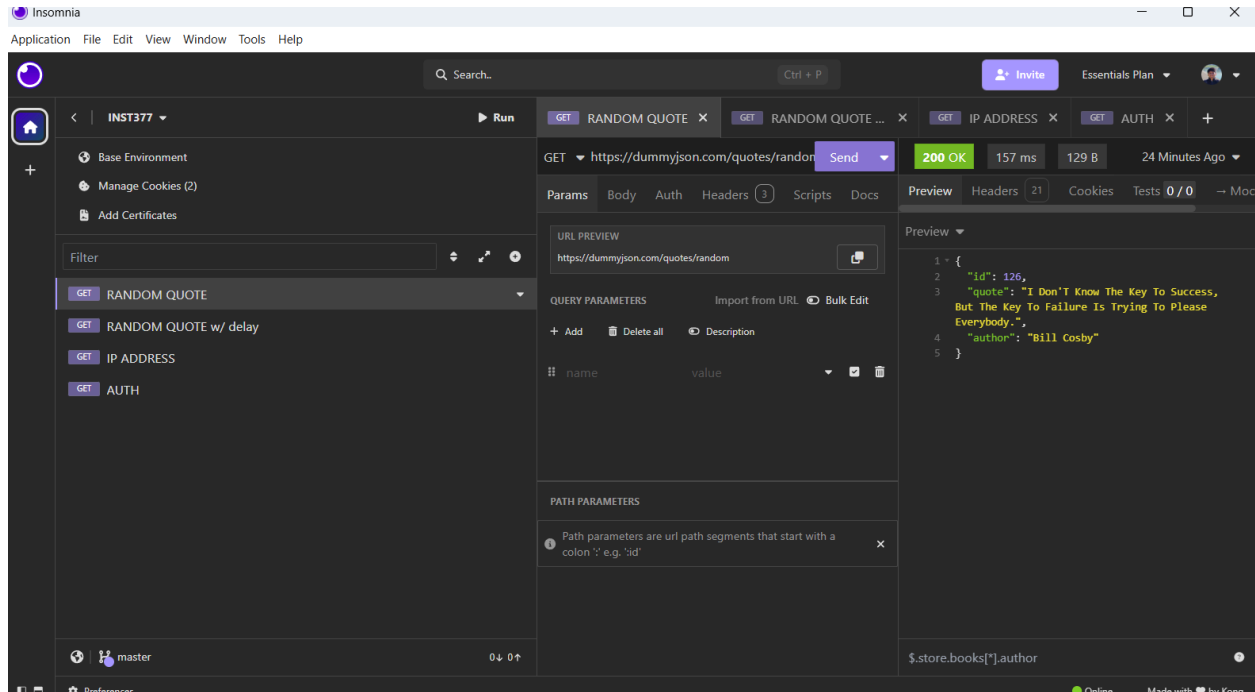 Insomnia
Application File Edit View Window Tools Help
Search.. Ctrl + P Invite Essentials Plan
INST377 Run
GET RANDOM QUOTE GET RANDOM QUOTE ... GET IP ADDRESS GET AUTH
Base Environment
Manage Cookies (2)
Add Certificates
Filter
GET RANDOM QUOTE
GET RANDOM QUOTE w/ delay
GET IP ADDRESS
GET AUTH
master 0↓ 0↑
Preferences
GET https://dummyjson.com/quotes/randon Send
Params Body Auth Headers 3 Scripts Docs
URL PREVIEW
https://dummyjson.com/quotes/random
QUERY PARAMETERS Import from URL Bulk Edit
+ Add Delete all Description
name value
PATH PARAMETERS
Path parameters are url path segments that start with a
colon ':' e.g. ':id'
200 OK 157 ms 129 B 24 Minutes Ago
Preview Headers 21 Cookies Tests 0 / 0 → Moc
Preview
1 {
2 "id": 126,
3 "quote": "I Don'T Know The Key To Success,
But The Key To Failure Is Trying To Please
Everybody.",
4 "author": "Bill Cosby"
5 }
$.store.books[*].author
Online Made with ♥ by Kong